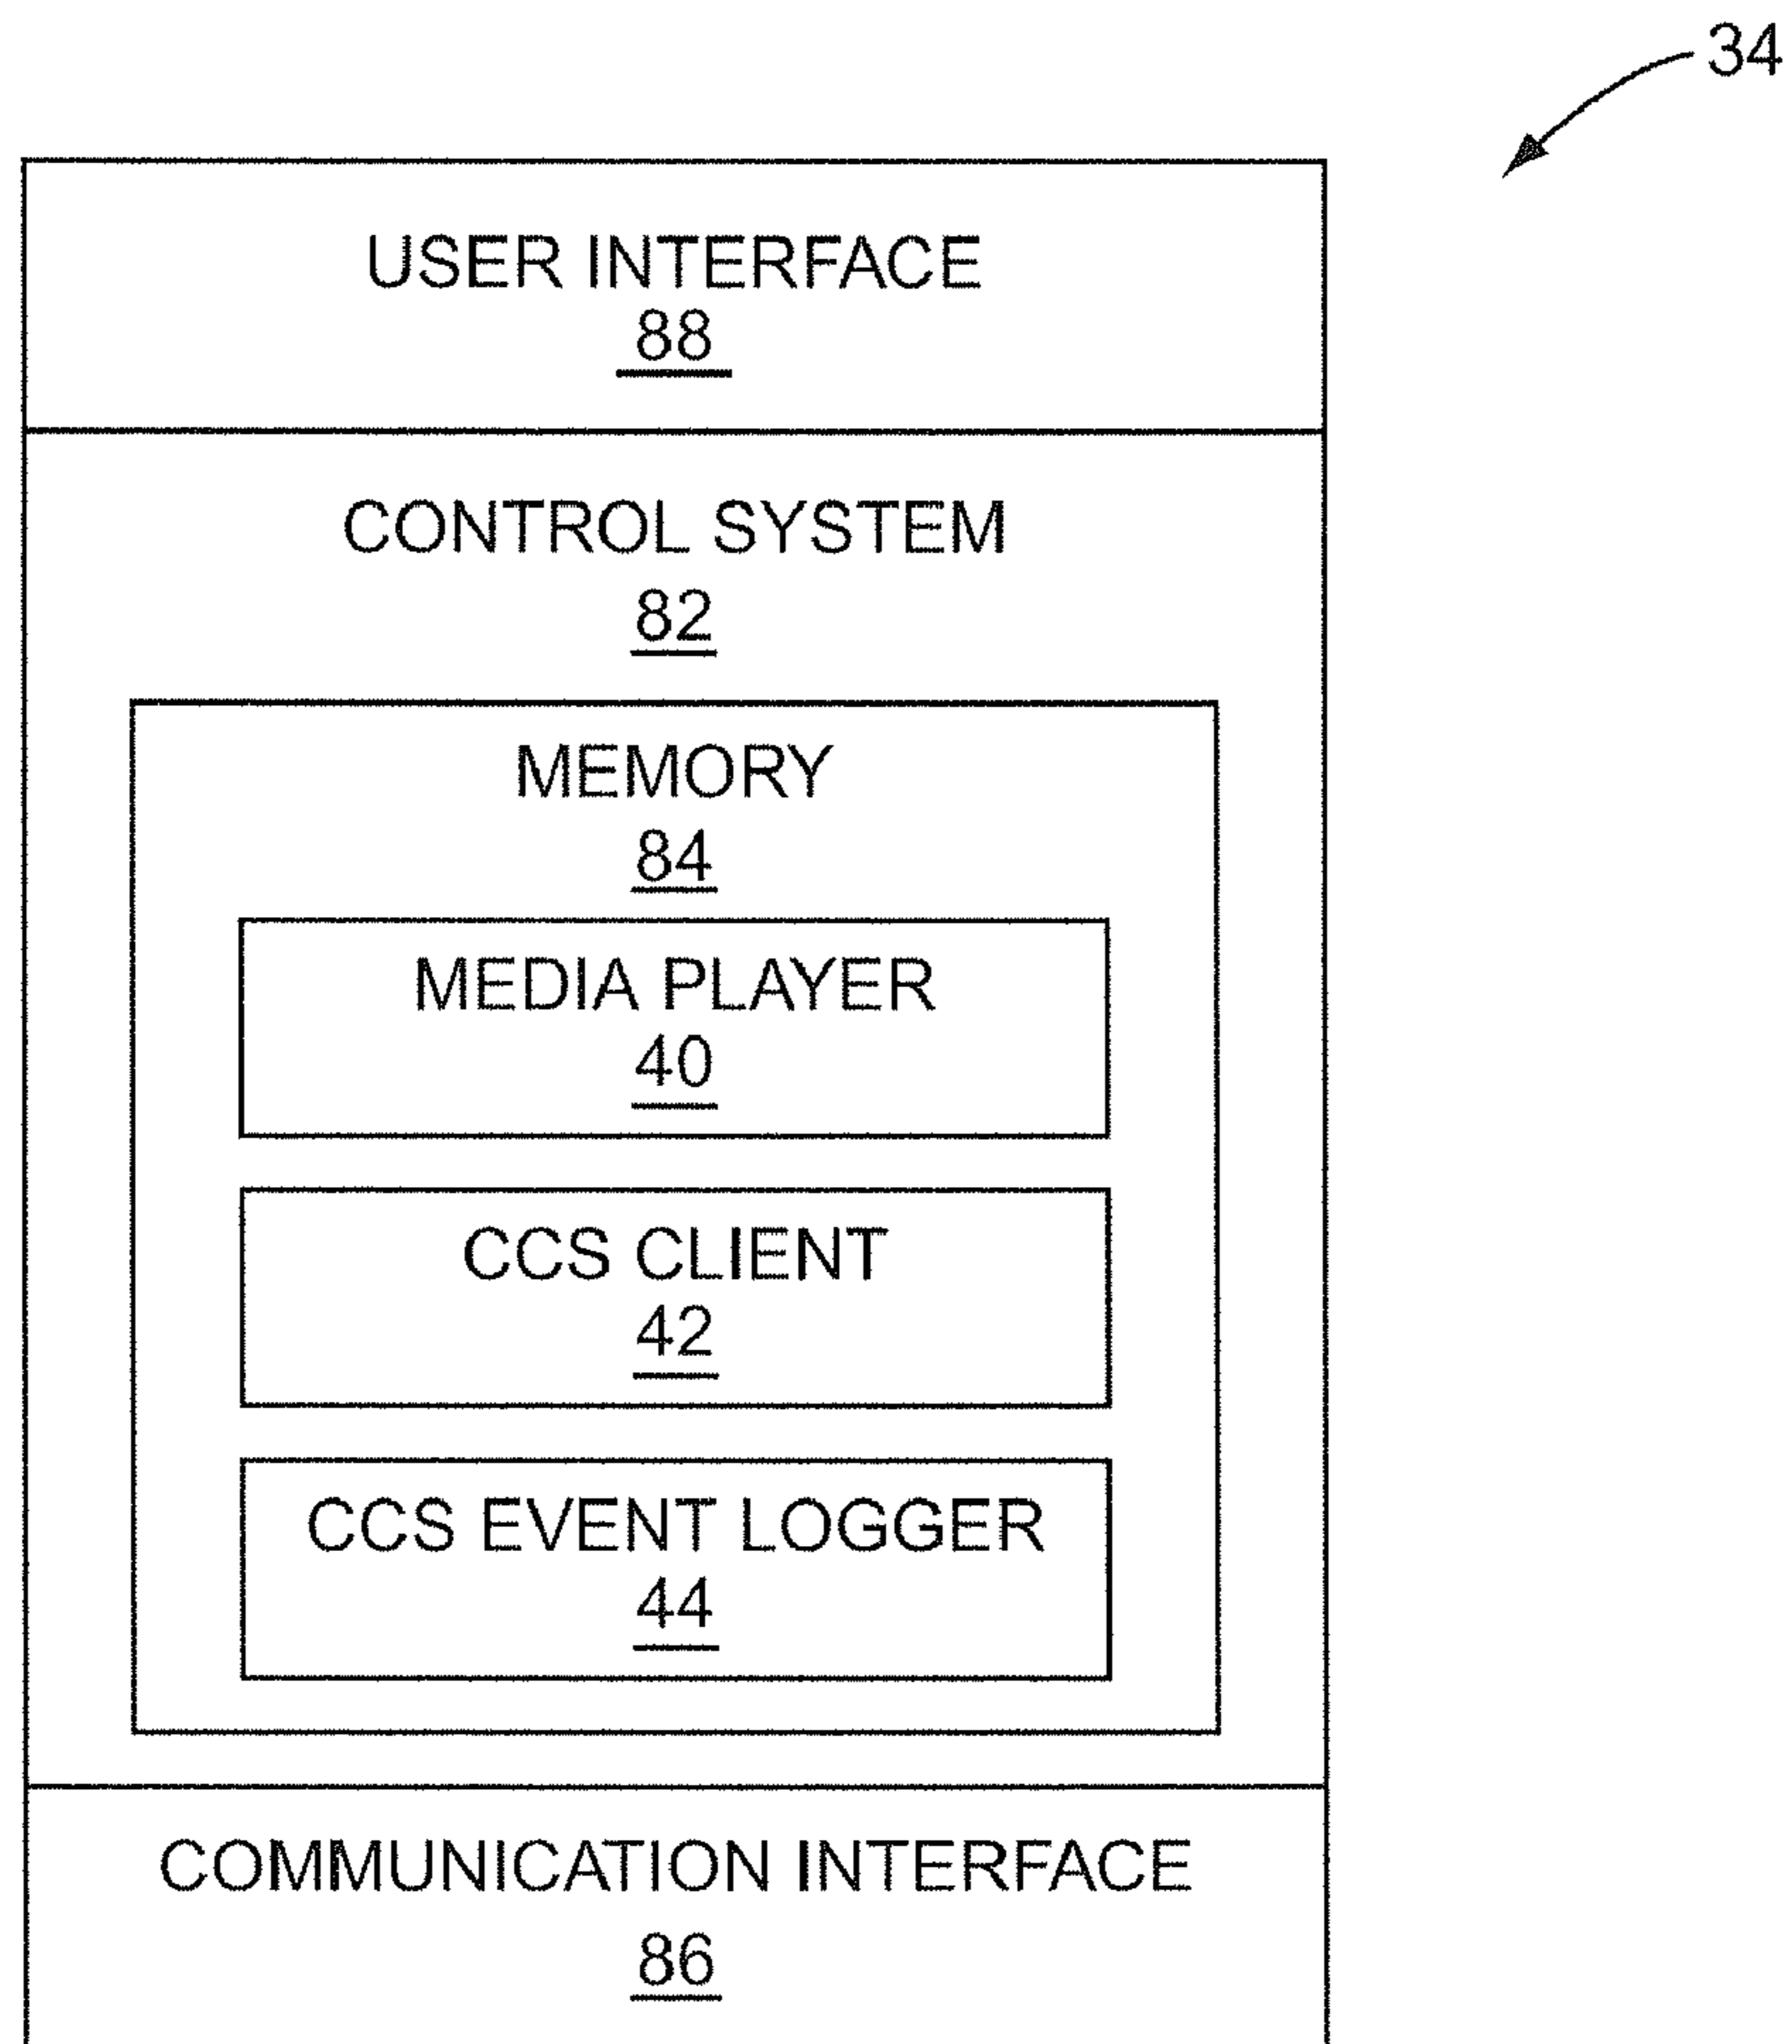 34
USER INTERFACE
88
CONTROL SYSTEM
82
MEMORY
84
MEDIA PLAYER
40
CCS CLIENT
42
CCS EVENT LOGGER
44
COMMUNICATION INTERFACE
86